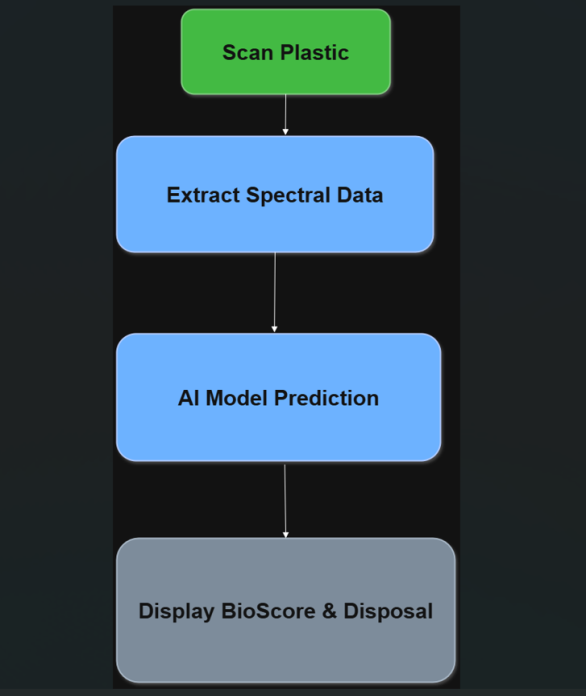 Scan Plastic
Extract Spectral Data
AI Model Prediction
Display BioScore & Disposal